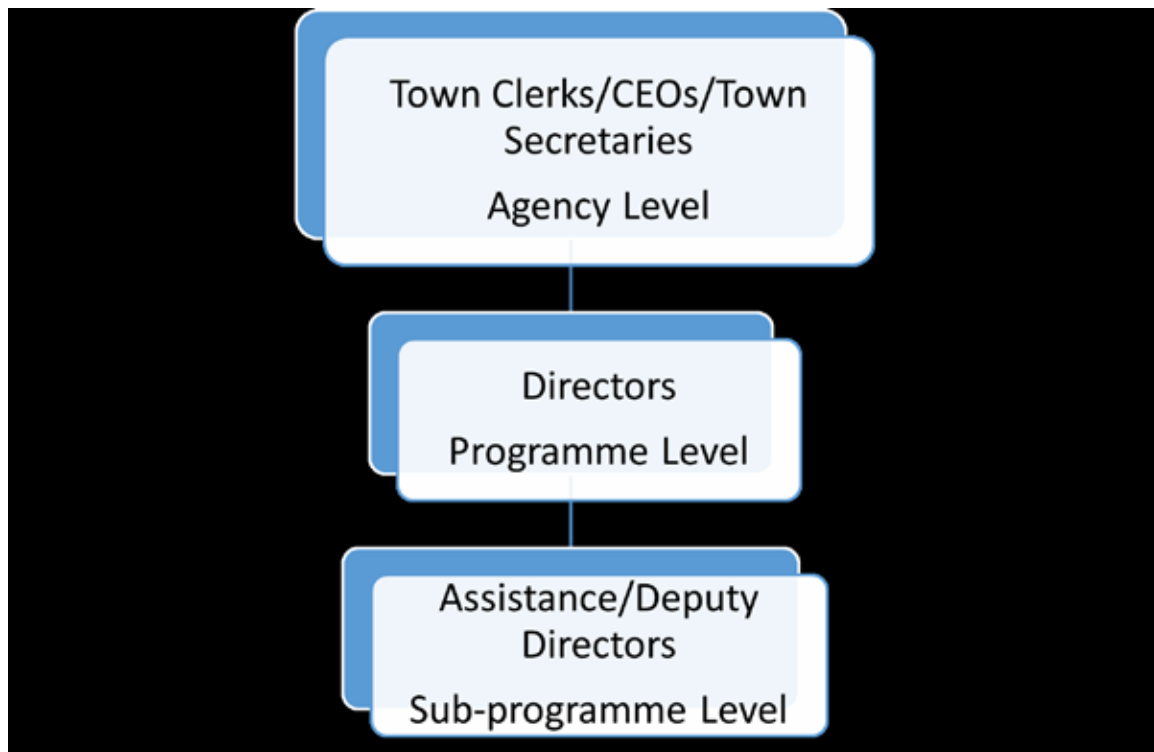 Town Clerks/CEOs/Town
Secretaries
Agency Level
Directors
Programme Level
Assistance/Deputy
Directors
Sub-programme Level